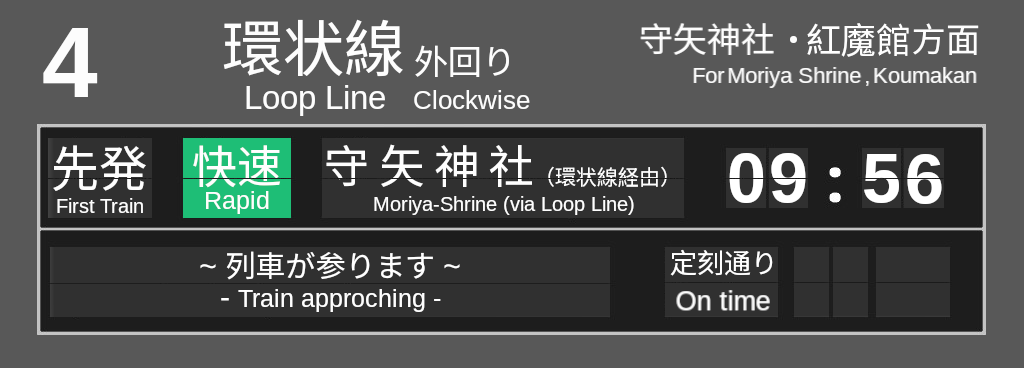 4
環状線 外回り
Loop Line Clockwise
守矢神社・紅魔館方面
For Moriya Shrine, Koumakan
先発
First Train
快速
Rapid
守矢神社（環状線経由）
Moriya-Shrine (via Loop Line)
09:56
~ 列車が参ります ~
- Train approching -
定刻通り
On time